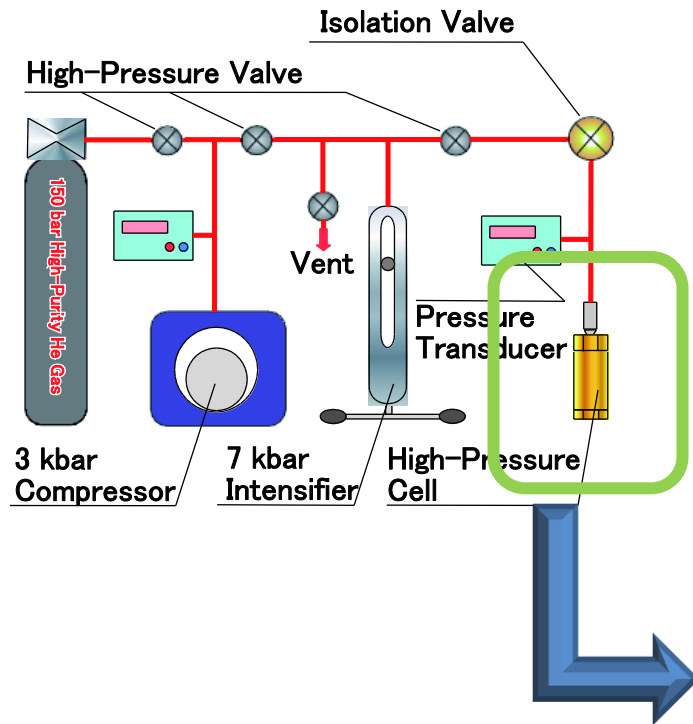 Isolation Valve
High-Pressure Valve
150 bar High-Purity He Gas
Vent
Pressure
Transducer
3 kbar
Compressor
7 kbar
Intensifier
High-Pressure
Cell